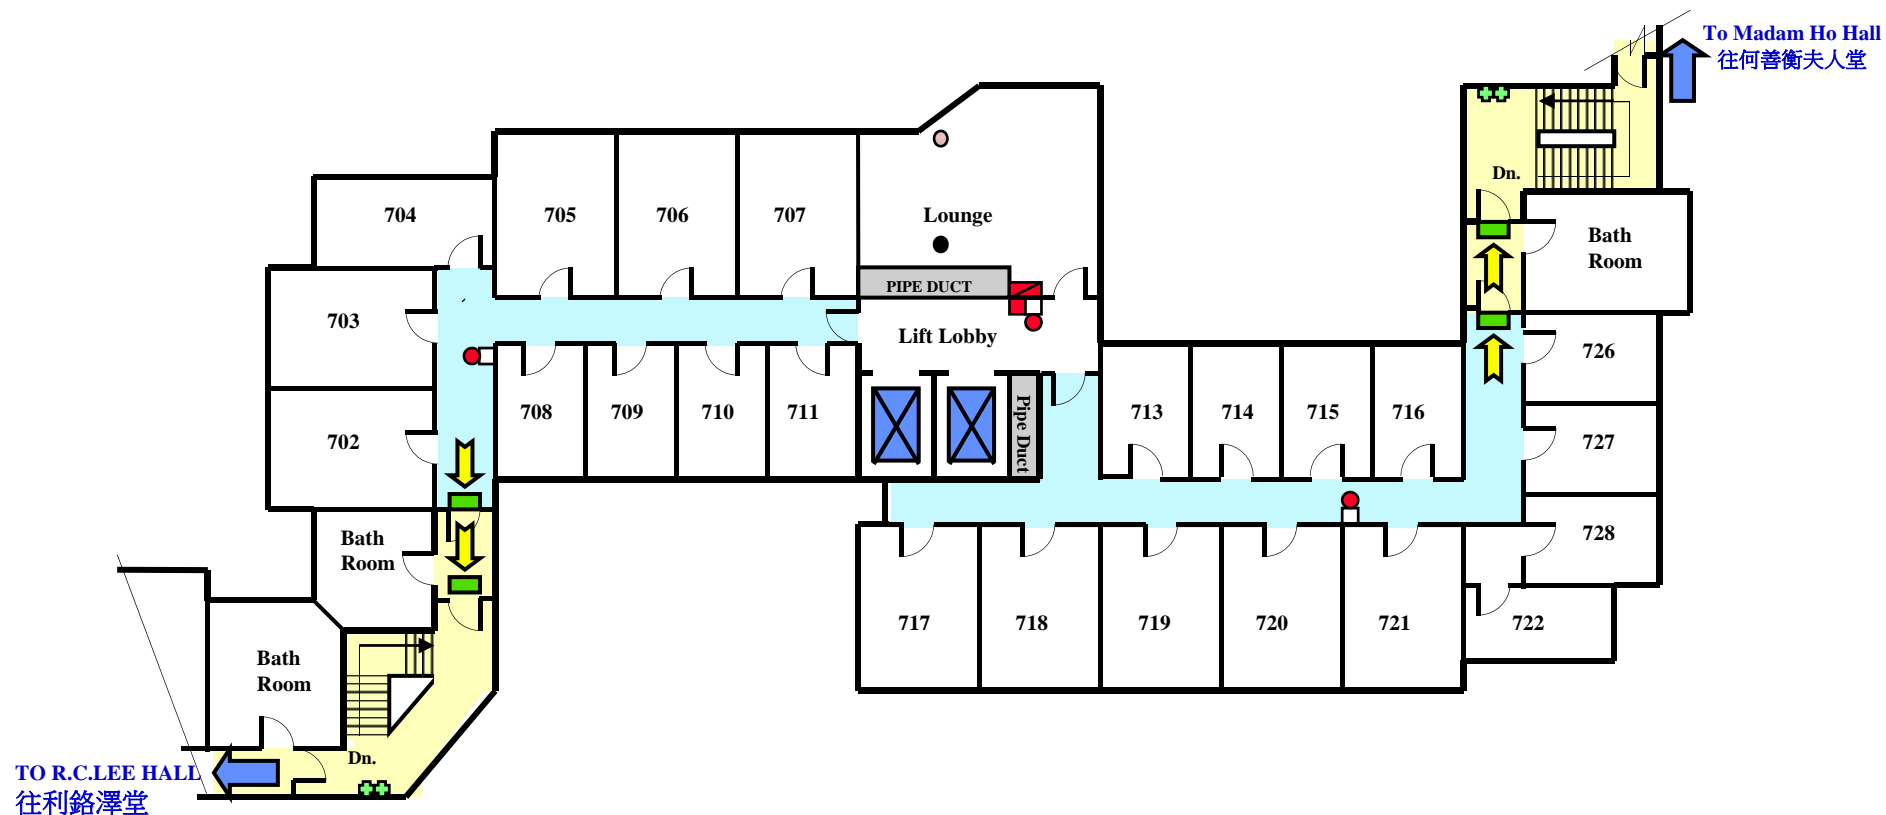 To Madam Ho Hall
往何善衡夫人堂
Dn.
704
705
706
707
Lounge
Bath
Room
PIPE DUCT
703
Lift Lobby
726
702
708
709
710
711
Pipe Duct
713
714
715
716
727
Bath
Room
728
717
718
719
720
721
722
Bath
Room
Dn.
TO R.C.LEE HALL
往利銘澤堂